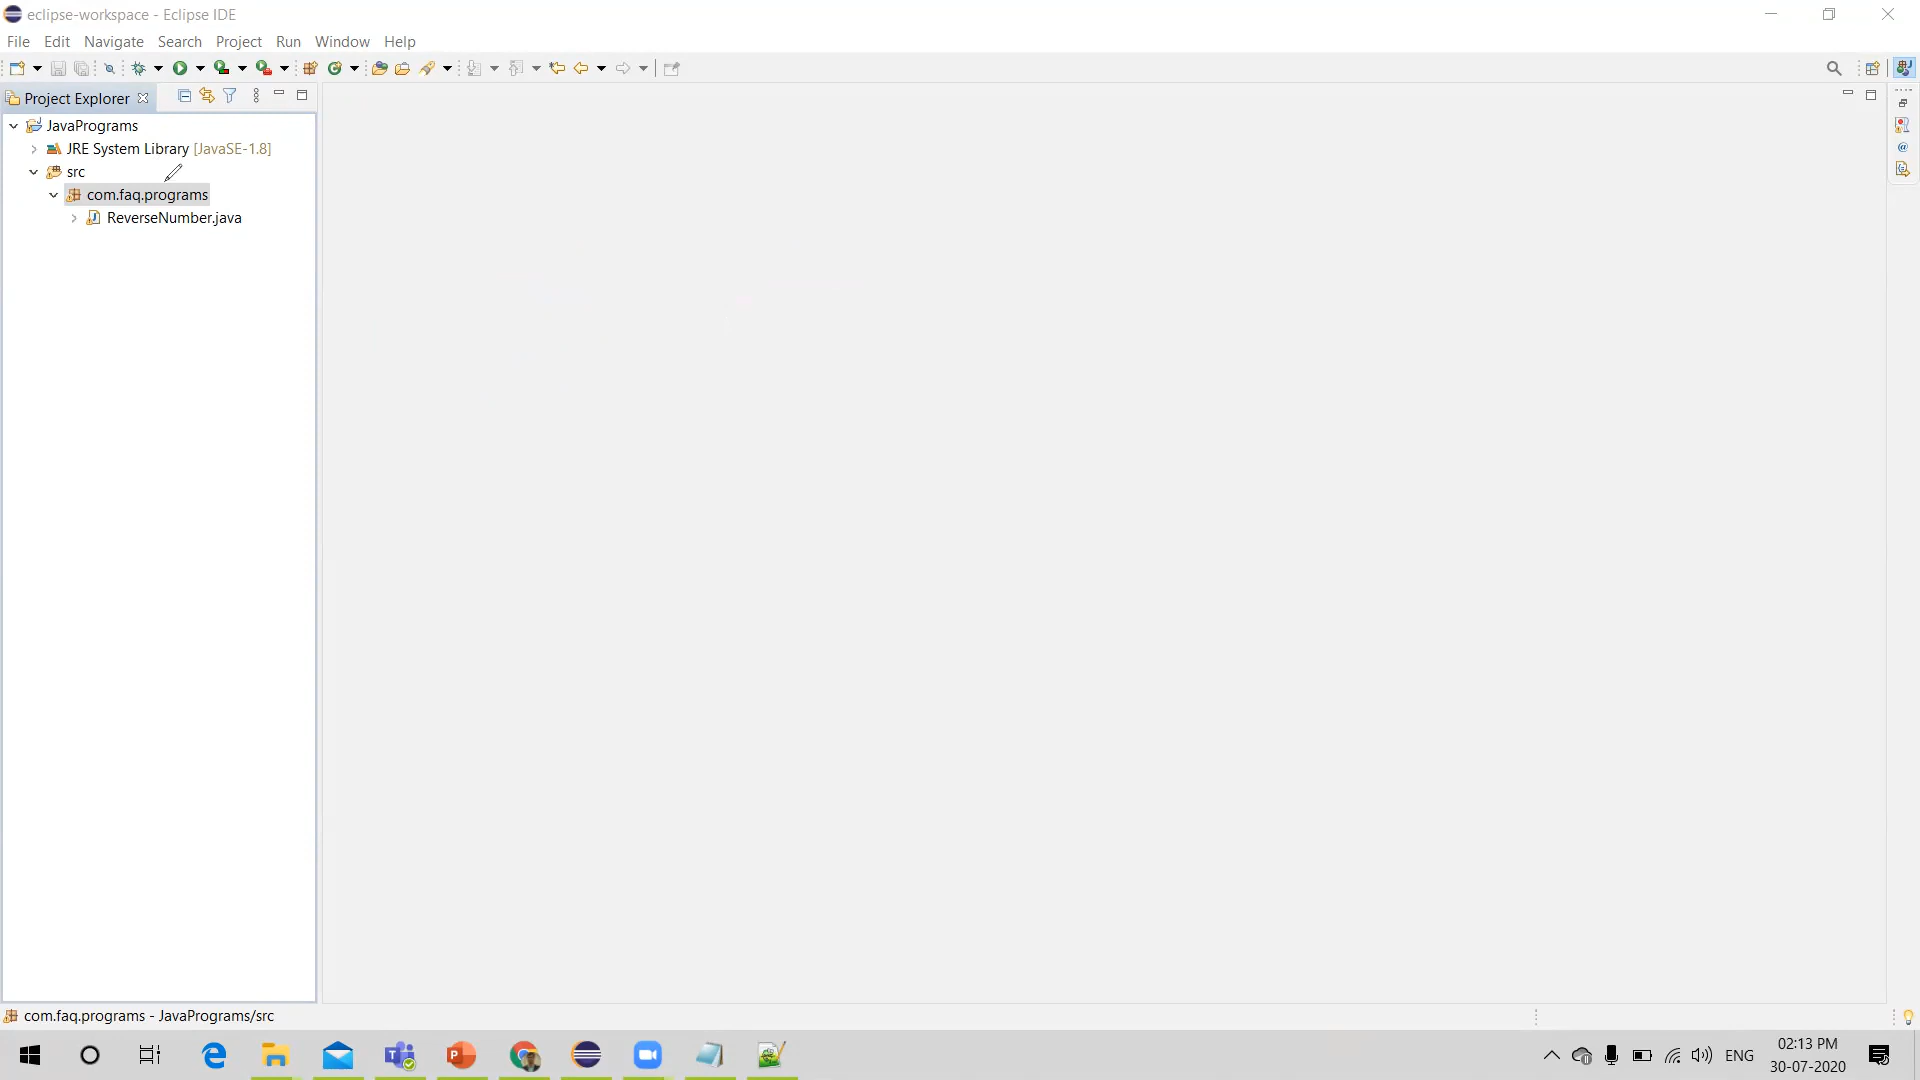 eclipse-workspace - Eclipse IDE
File Edit Navigate Search Project Run Window Help
Project Explorer
JavaPrograms
JRE System Library [JavaSE-1.8]
src
com.faq.programs
ReverseNumber.java
com.faq.programs - JavaPrograms/src
ENG
02:13 PM
30-07-2020